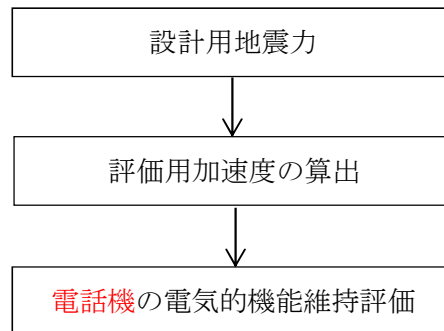 設計用地震力
評価用加速度の算出
電話機の電気的機能維持評価